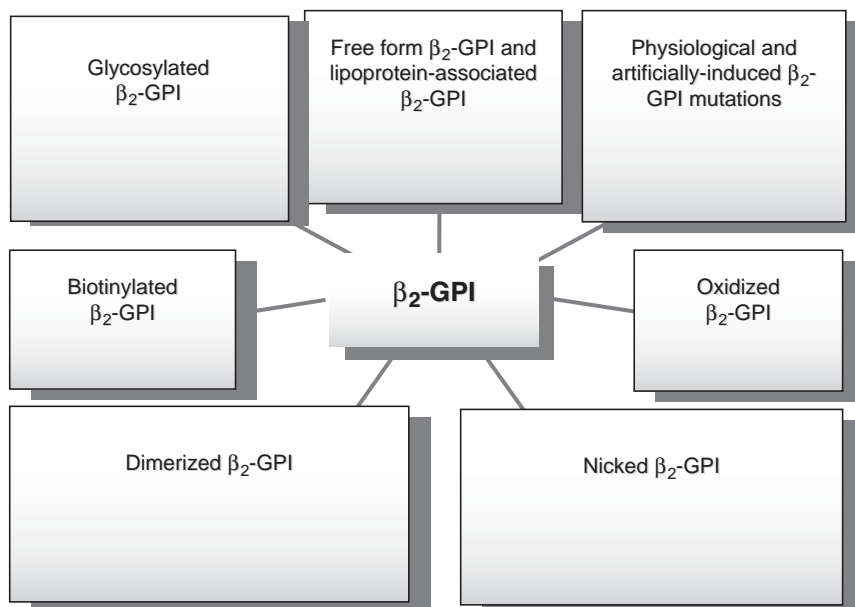 Glycosylated
β2-GPI
Free form β2-GPI and
lipoprotein-associated
β2-GPI
Physiological and
artificially-induced β2-
GPI mutations
Biotinylated
β2-GPI
β2-GPI
Oxidized
β2-GPI
Dimerized β2-GPI
Nicked β2-GPI